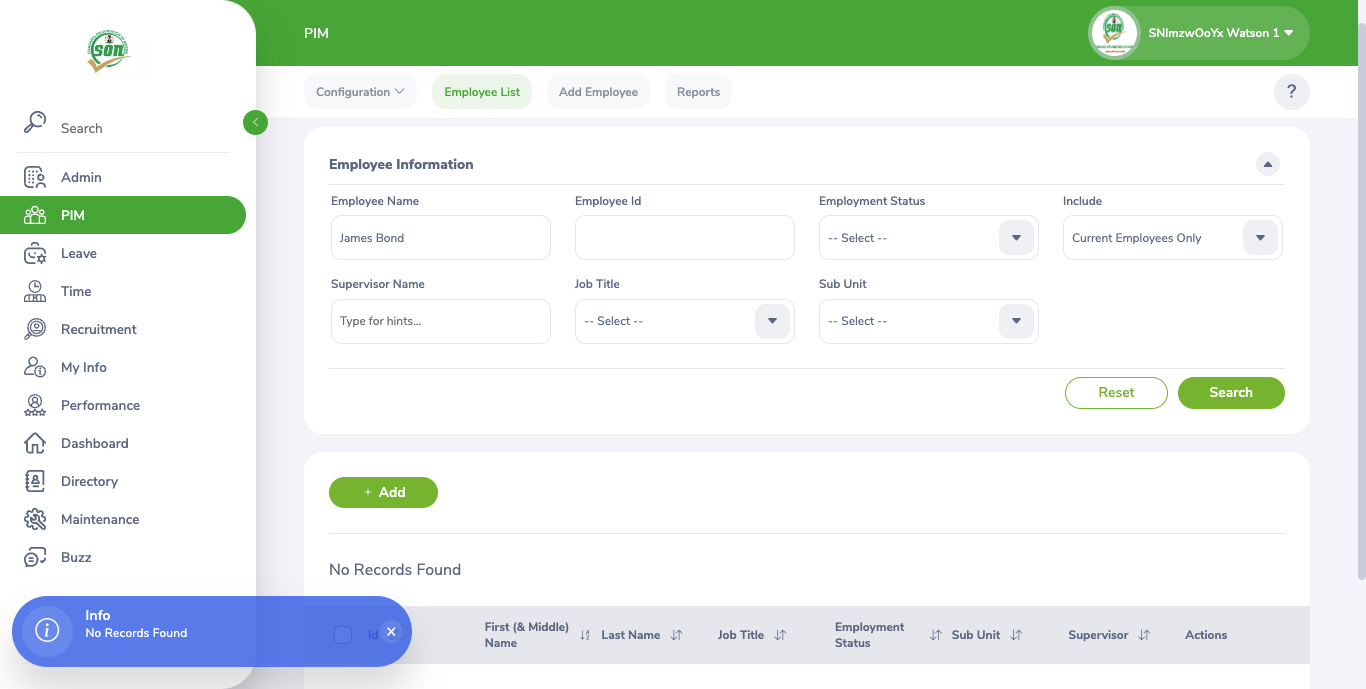 SON
PIM
SNlmzwOoYx Watson 1
Search
Admin
PIM
Leave
Time
Recruitment
My Info
Performance
Dashboard
Directory
Maintenance
Buzz
Configuration
Employee List
Add Employee
Reports
?
Employee Information
Employee Name
Employee Id
Employment Status
Include
James Bond
-- Select --
Current Employees Only
Supervisor Name
Job Title
Sub Unit
Type for hints...
-- Select --
-- Select --
Reset
Search
+ Add
No Records Found
Id
First (& Middle)
Name
Last Name
Job Title
Employment
Status
Sub Unit
Supervisor
Actions
Info
No Records Found